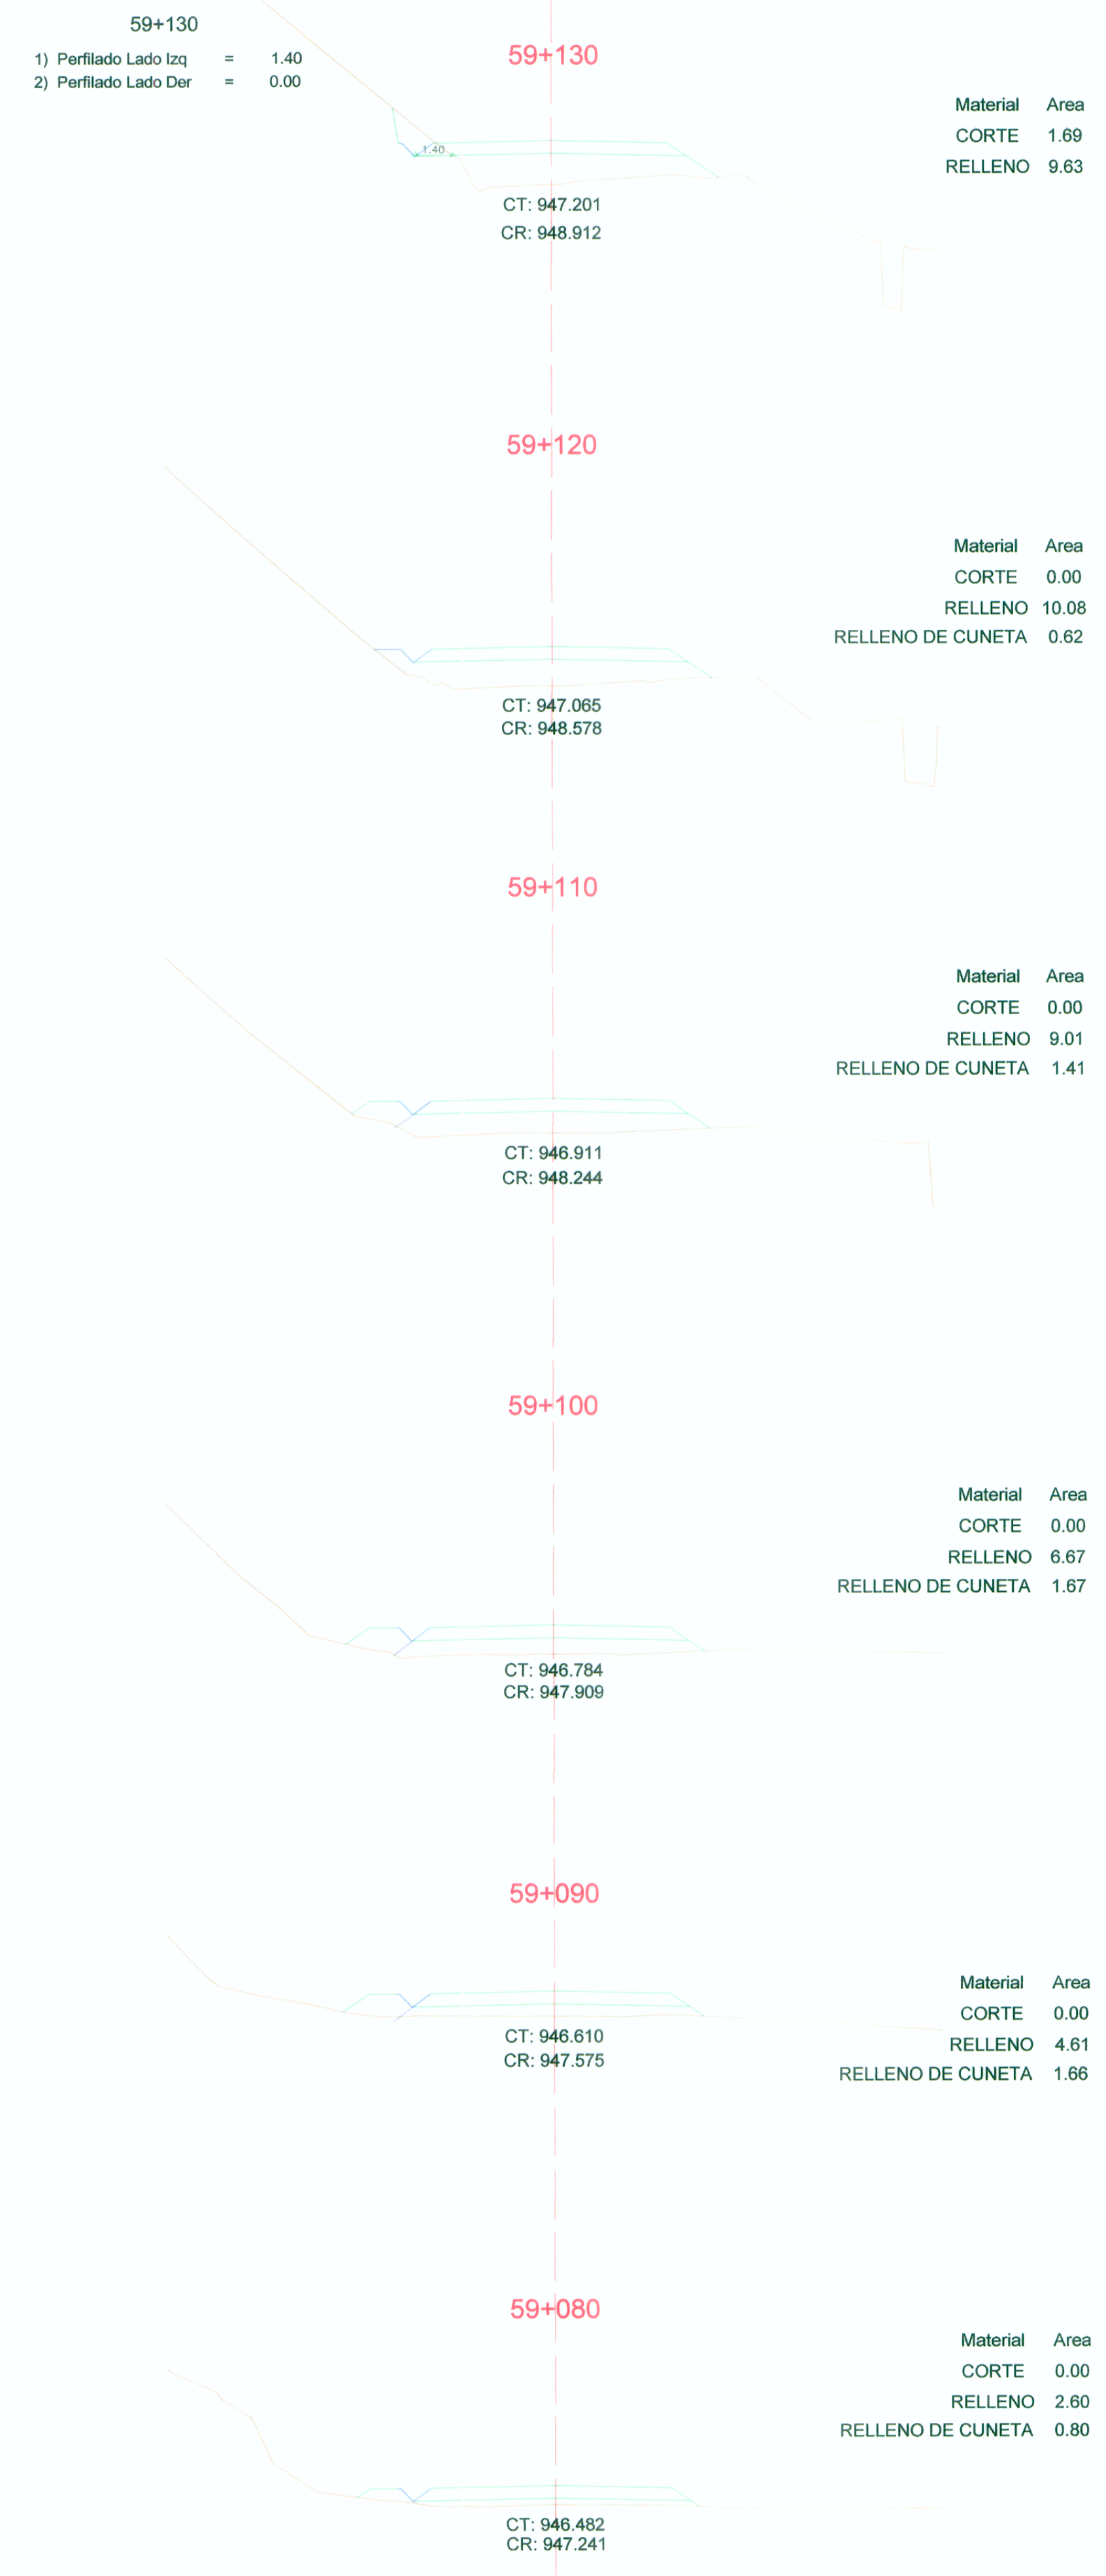 59+130
1) Perfilado Lado Izq = 1.40
2) Perfilado Lado Der = 0.00
59+130
Material Area
CORTE 1.69
RELLENO 9.63
1.40
CT: 947.201
CR: 948.912
59+120
Material Area
CORTE 0.00
RELLENO 10.08
RELLENO DE CUNETA 0.62
CT: 947.065
CR: 948.578
59+110
Material Area
CORTE 0.00
RELLENO 9.01
RELLENO DE CUNETA 1.41
CT: 946.911
CR: 948.244
59+100
Material Area
CORTE 0.00
RELLENO 6.67
RELLENO DE CUNETA 1.67
CT: 946.784
CR: 947.909
59+090
Material Area
CORTE 0.00
RELLENO 4.61
RELLENO DE CUNETA 1.66
CT: 946.610
CR: 947.575
59+080
Material Area
CORTE 0.00
RELLENO 2.60
RELLENO DE CUNETA 0.80
CT: 946.482
CR: 947.241